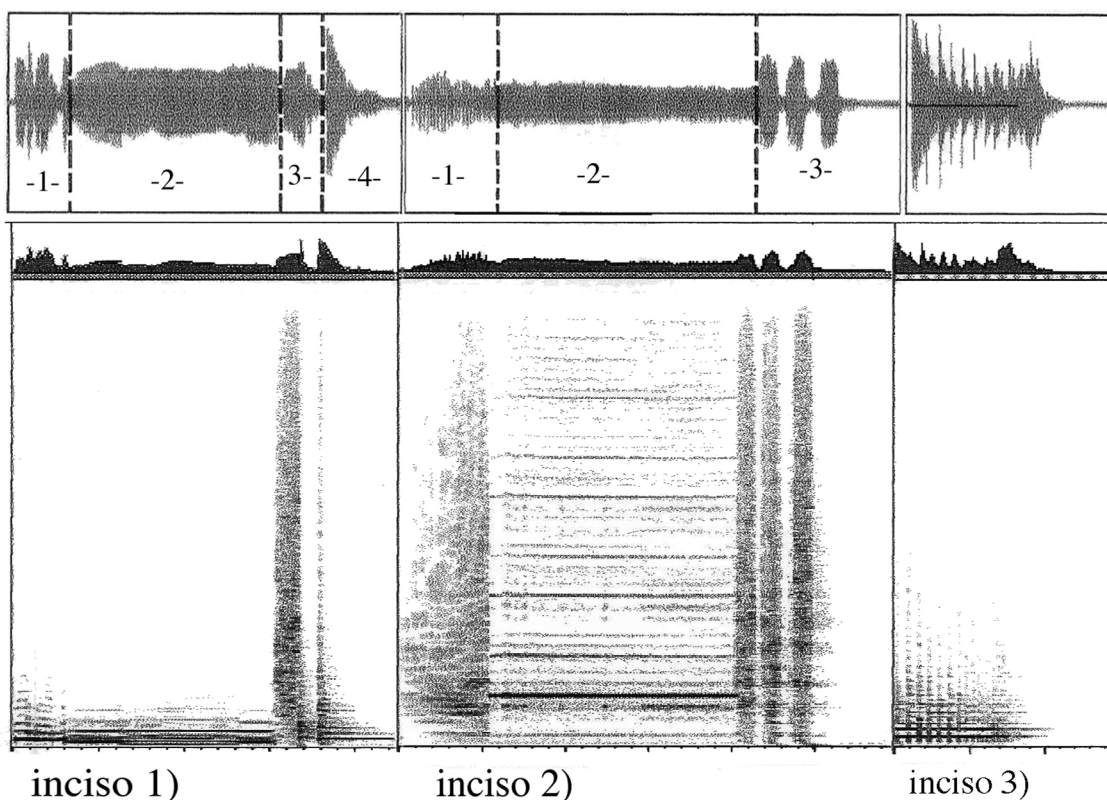 -1- -2- 3- -4- -1- -2- -3-
inciso 1) inciso 2) inciso 3)